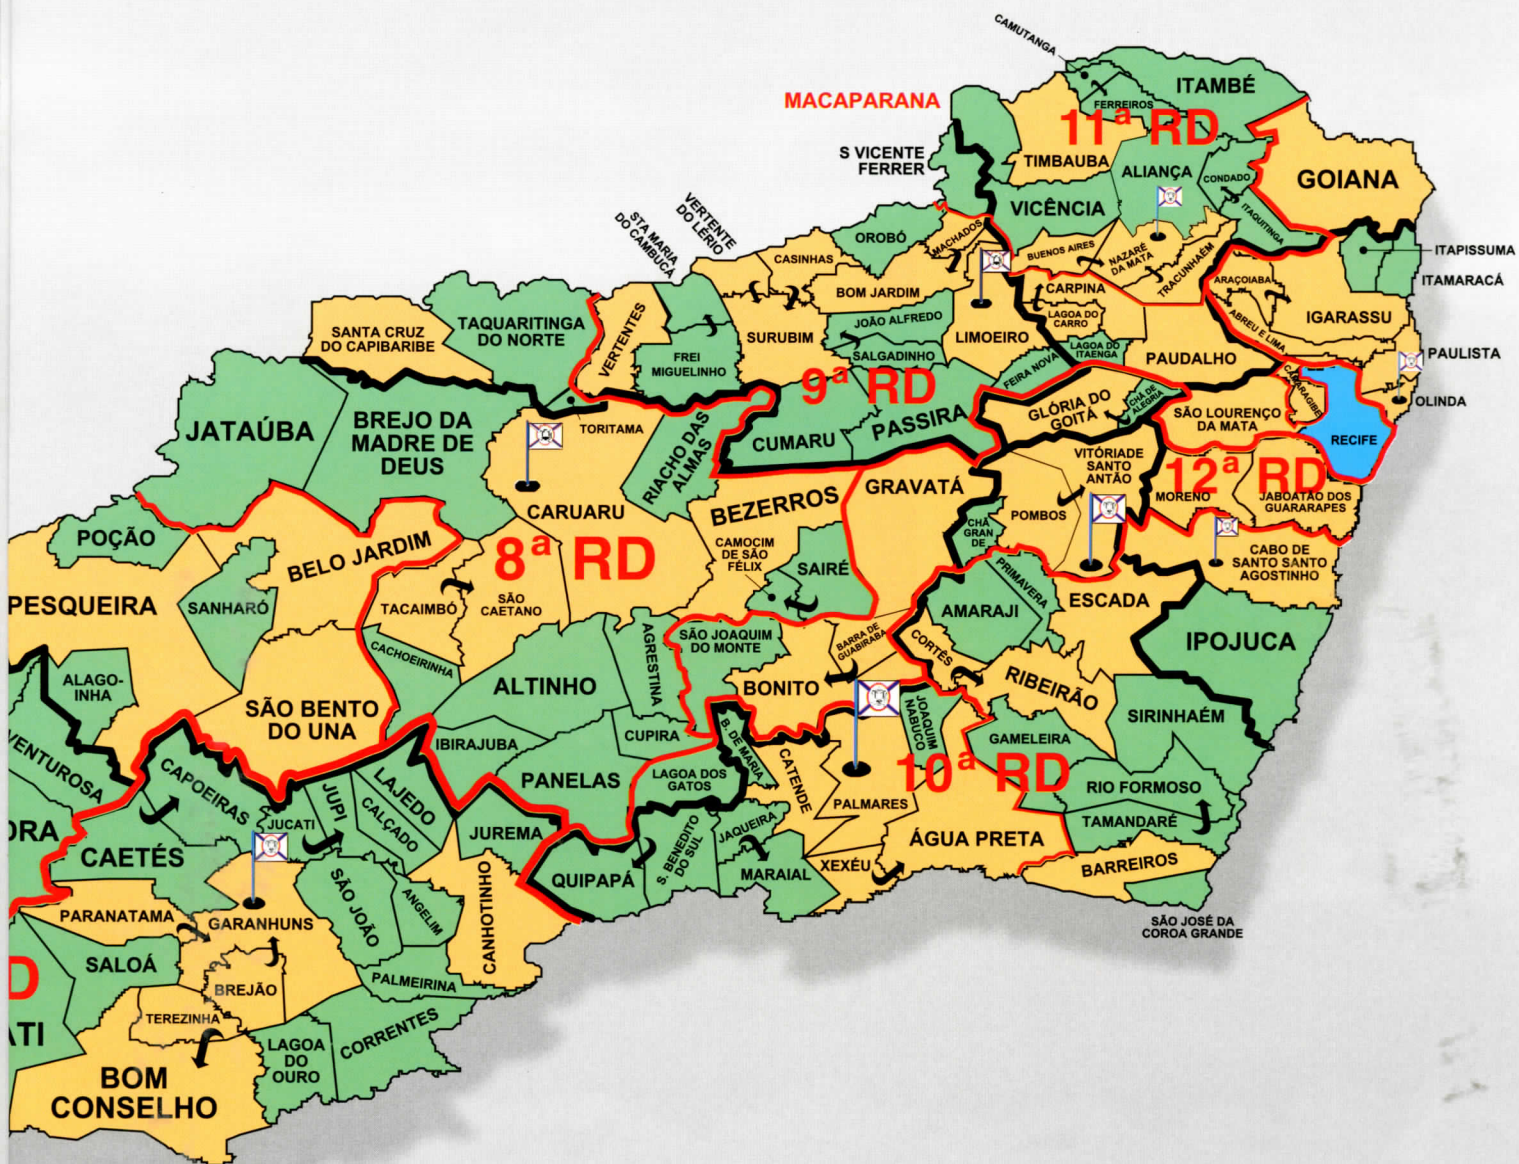 CAMUTANGA
ITAMBÉ
MACAPARANA
FERREIROS
11ª RD
S VICENTE
FERRER
TIMBAUBA
ALIANÇA
CONDADO
GOIANA
VICÊNCIA
ITAQUITINGA
VERTENTE
DO LÉRIO
STA MARIA
DO CAMBUCÁ
OROBÓ
MACHADOS
BUENOS AIRES
NAZARÉ
DA MATA
TRACUNHAÉM
ITAPISSUMA
ITAMARACÁ
CASINHAS
BOM JARDIM
CARPINA
ARAÇOIABA
IGARASSU
ABREU E LIMA
SANTA CRUZ
DO CAPIBARIBE
TAQUARITINGA
DO NORTE
VERTENTES
FREI
MIGUELINHO
SURUBIM
JOÃO ALFREDO
SALGADINHO
LIMOEIRO
LAGOA DO
CARRO
LAGOA DO
ITAENGA
PAUDALHO
PAULISTA
OLINDA
FEIRA NOVA
9ª RD
CHÃ DE
ALEGRIA
GLÓRIA DO
GOITÁ
SÃO LOURENÇO
DA MATA
CAMARAGIBE
RECIFE
JATAÚBA
BREJO DA
MADRE DE
DEUS
TORITAMA
RIACHO DAS
ALMAS
CUMARU
PASSIRA
VITÓRIADE
SANTO
ANTÃO
12ª RD
MORENO
JABOATÃO DOS
GUARARAPES
CARUARU
BEZERROS
GRAVATÁ
POMBOS
CHÃ
GRAN
DE
POÇÃO
BELO JARDIM
8ª RD
CAMOCIM
DE SÃO
FÉLIX
SAIRÉ
PRIMAVERA
CABO DE
SANTO SANTO
AGOSTINHO
PESQUEIRA
SANHARÓ
TACAIMBÓ
SÃO
CAETANO
AMARAJI
ESCADA
IPOJUCA
CACHOEIRINHA
AGRESTINA
SÃO JOAQUIM
DO MONTE
BARRA DE
GUABIRABA
CORTÊS
ALAGO-
INHA
SÃO BENTO
DO UNA
ALTINHO
BONITO
RIBEIRÃO
SIRINHAÉM
JOAQUIM
NABUCO
VENTUROSA
IBIRAJUBA
CUPIRA
B. DE MARIA
GAMELEIRA
CAPOEIRAS
JUPI
LAJEDO
CALÇADO
PANELAS
LAGOA DOS
GATOS
CATENDE
PALMARES
10ª RD
RIO FORMOSO
TAMANDARÉ
ORA
CAETÉS
JUCATI
JUREMA
JAQUEIRA
ÁGUA PRETA
BARREIROS
QUIPAPÁ
S. BENEDITO
DO SUL
MARAIAL
XEXÉU
PARANATAMA
GARANHUNS
SÃO JOÃO
ANGELIM
CANHOTINHO
SÃO JOSÉ DA
COROA GRANDE
SALOÁ
BREJÃO
PALMEIRINA
D
ATI
TEREZINHA
LAGOA
DO
OURO
CORRENTES
BOM
CONSELHO